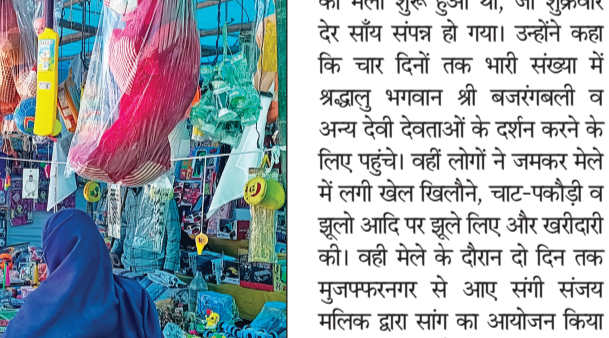 का मेला शुरू हुआ था, जो शुक्रवार
देर साँय संपन्न हो गया। उन्होंने कहा
कि चार दिनों तक भारी संख्या में
श्रद्धालु भगवान श्री बजरंगबली व
अन्य देवी देवताओं के दर्शन करने के
लिए पहुंचे। वहीं लोगों ने जमकर मेले
में लगी खेल खिलौने, चाट-पकौड़ी व
झूलो आदि पर झूले लिए और खरीदारी
की। वही मेले के दौरान दो दिन तक
मुजफ्फरनगर से आए संगी संजय
मलिक द्वारा सांग का आयोजन किया